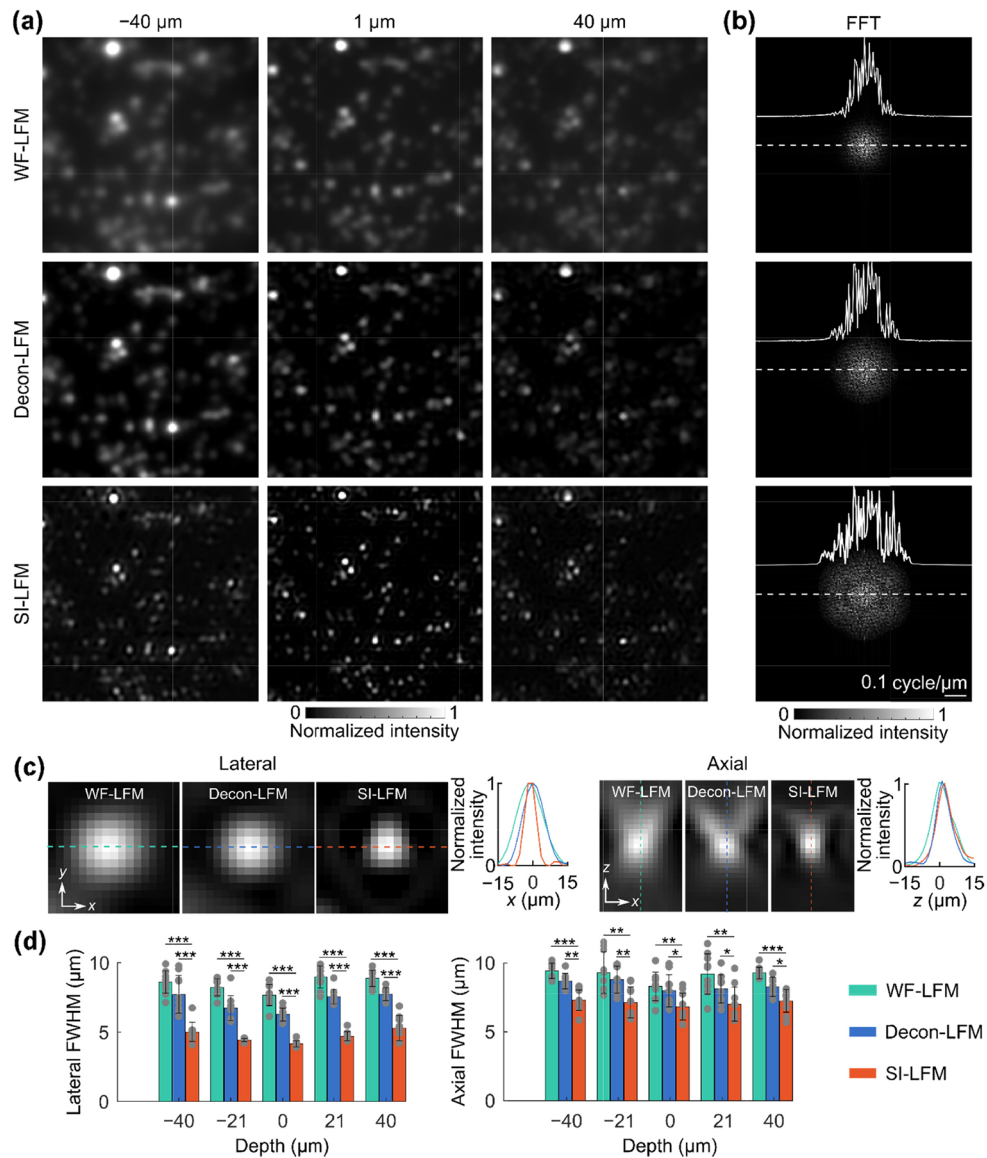 (a)
−40 µm
1 µm
40 µm
(b)
FFT
WF-LFM
Decon-LFM
SI-LFM
0.1 cycle/µm
0
1
Normalized intensity
0
1
Normalized intensity
(c)
Lateral
WF-LFM
Decon-LFM
SI-LFM
y
x
Normalized
intensity
1
0
−15
0
15
x (µm)
Axial
WF-LFM
Decon-LFM
SI-LFM
z
x
Normalized
intensity
1
0
−15
0
15
z (µm)
(d)
Lateral FWHM (µm)
10
5
0
***
***
***
***
***
***
***
***
***
***
−40
−21
0
21
40
Depth (µm)
Axial FWHM (µm)
10
5
0
***
**
**
**
**
*
**
*
***
*
−40
−21
0
21
40
Depth (µm)
WF-LFM
Decon-LFM
SI-LFM